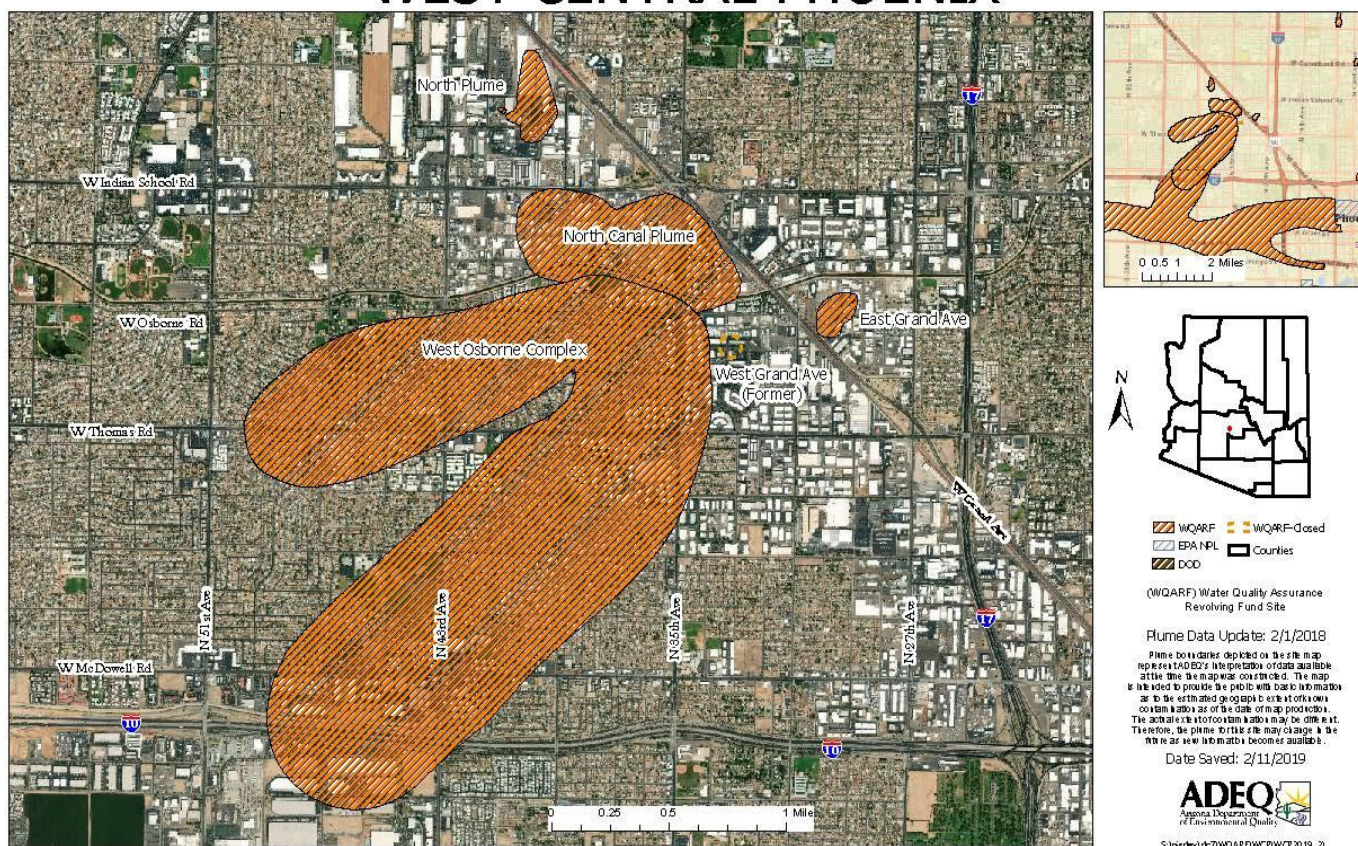 WEST CENTRAL PHOENIX
North Plume
17
W Indian School Rd
North Canal Plume
W Osborne Rd
East Grand Ave
West Osborne Complex
West Grand Ave
(Former)
W Thomas Rd
W Grand Ave
N 51st Ave
N 43rd Ave
N 35th Ave
N 27th Ave
17
W McDowell Rd
10
10
0 0.25 0.5 1 Mile
0 0.5 1 2 Miles
N
WQARF
WQARF-Closed
EPA NPL
Counties
DOD
(WQARF) Water Quality Assurance
Revolving Fund Site
Plume Data Update: 2/1/2018
Plume boundaries depicted on the site map
represent ADEQ's interpretation of data available
at the time the map was constructed. The map
is intended to provide the public with basic information
as to the estimated geographic extent of known
contamination as of the date of map production.
The actual extent of contamination may be different.
Therefore, the plume for this site may change in the
future as new information becomes available.
Date Saved: 2/11/2019
ADEQ
Arizona Department
of Environmental Quality